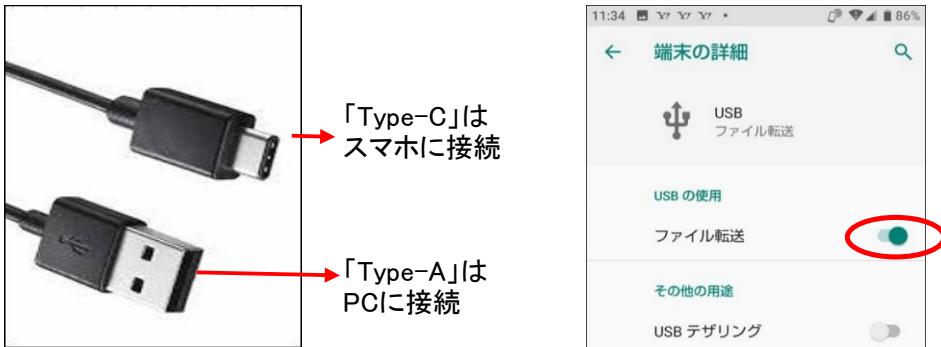 「Type-C」は
スマホに接続
「Type-A」は
PCに接続
11:34 Y! Y! Y! • 86%
端末の詳細
USB
ファイル転送
USB の使用
ファイル転送
その他の用途
USB テザリング